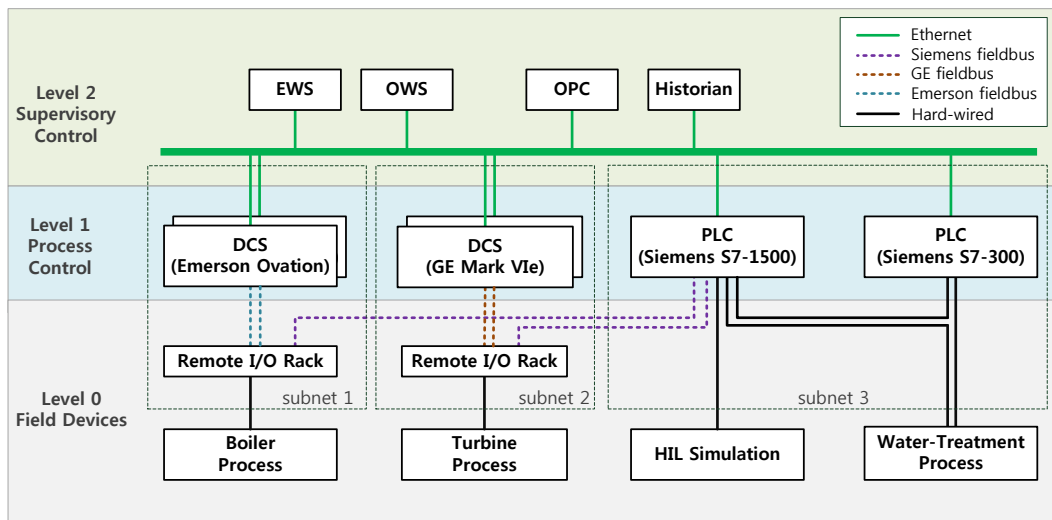 Ethernet
Siemens fieldbus
GE fieldbus
Emerson fieldbus
Hard-wired
Level 2
Supervisory
Control
EWS
OWS
OPC
Historian
Level 1
Process
Control
DCS
(Emerson Ovation)
DCS
(GE Mark VIe)
PLC
(Siemens S7-1500)
PLC
(Siemens S7-300)
Level 0
Field Devices
Remote I/O Rack
Remote I/O Rack
subnet 1
subnet 2
subnet 3
Boiler
Process
Turbine
Process
HIL Simulation
Water-Treatment
Process